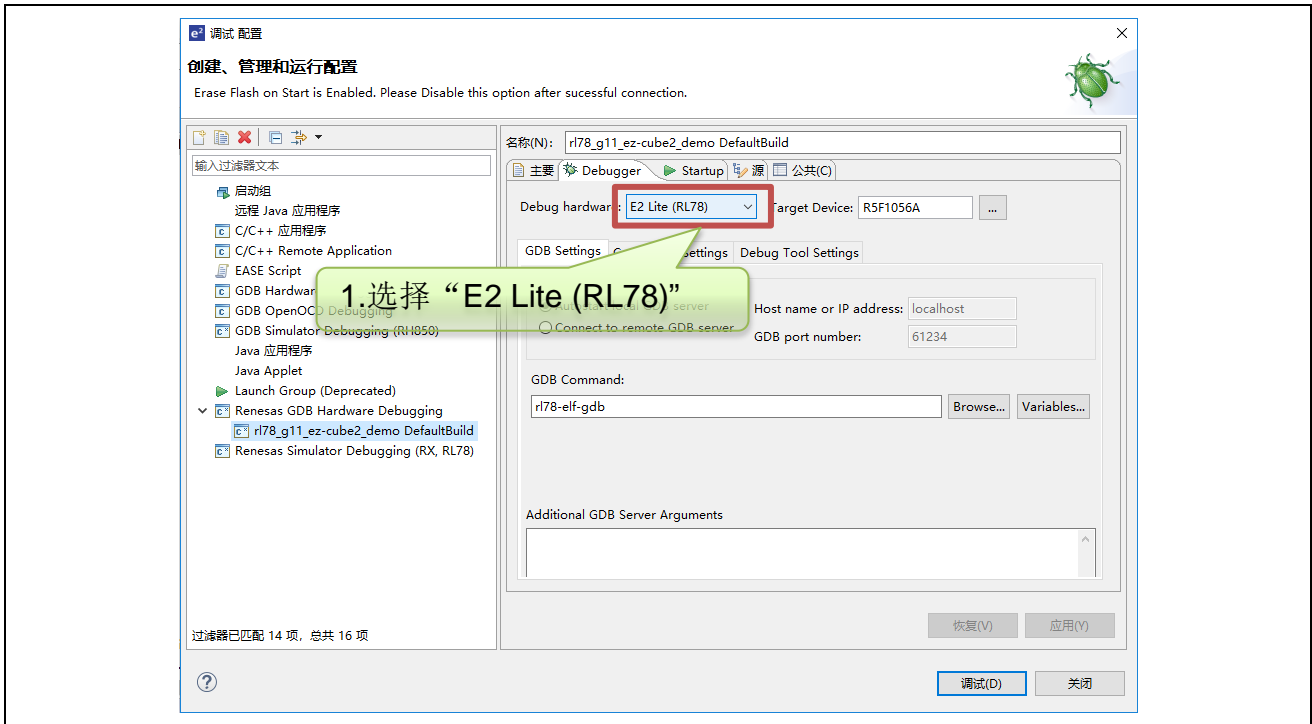 调试 配置
创建、管理和运行配置
Erase Flash on Start is Enabled. Please Disable this option after sucessful connection.
输入过滤器文本
启动组
远程 Java 应用程序
C/C++ 应用程序
C/C++ Remote Application
EASE Script
GDB Hardwar
GDB OpenOCD Debugging
GDB Simulator Debugging (RH850)
Java 应用程序
Java Applet
Launch Group (Deprecated)
Renesas GDB Hardware Debugging
rl78_g11_ez-cube2_demo DefaultBuild
Renesas Simulator Debugging (RX, RL78)
过滤器已匹配 14 项，总共 16 项
名称(N): rl78_g11_ez-cube2_demo DefaultBuild
主要 Debugger Startup 源 公共(C)
Debug hardware: E2 Lite (RL78) Target Device: R5F1056A ...
GDB Settings Settings Debug Tool Settings
1.选择“E2 Lite (RL78)”
Autostart local GDB server
Connect to remote GDB server
Host name or IP address: localhost
GDB port number: 61234
GDB Command:
rl78-elf-gdb Browse... Variables...
Additional GDB Server Arguments
恢复(V) 应用(Y)
调试(D) 关闭